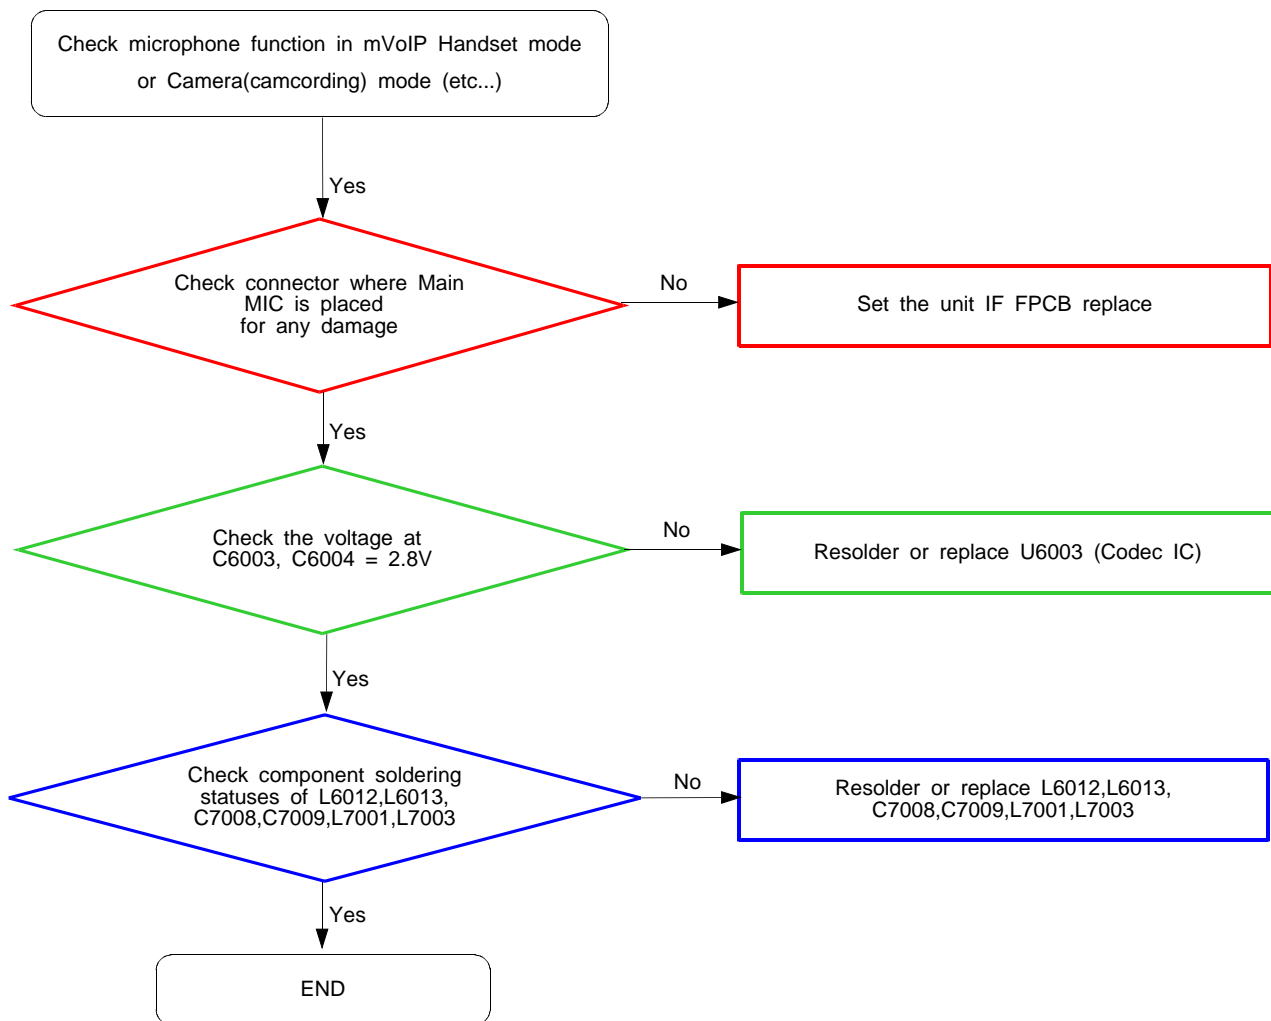 Check microphone function in mVoIP Handset mode
or Camera(camcording) mode (etc...)
Yes
Check connector where Main
MIC is placed
for any damage
No
Set the unit IF FPCB replace
Yes
Check the voltage at
C6003, C6004 = 2.8V
No
Resolder or replace U6003 (Codec IC)
Yes
Check component soldering
statuses of L6012,L6013,
C7008,C7009,L7001,L7003
No
Resolder or replace L6012,L6013,
C7008,C7009,L7001,L7003
Yes
END